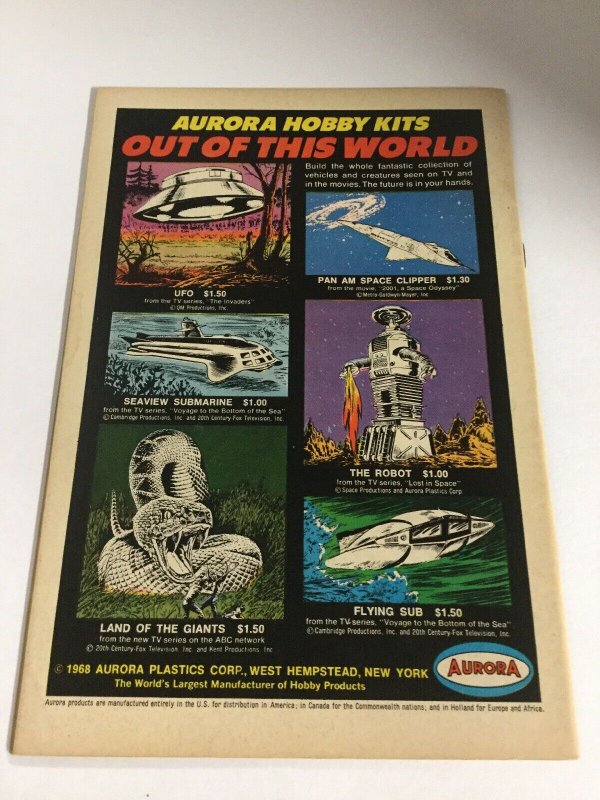 AURORA HOBBY KITS
OUT OF THIS WORLD
Build the whole fantastic collection of
vehicles and creatures seen on TV and
in the movies. The future is in your hands.
UFO $1.50
from the TV series, "The Invaders"
© QM Productions, Inc.
PAN AM SPACE CLIPPER $1.30
from the movie, "2001, a Space Odyssey"
© Metro-Goldwyn-Mayer, Inc
SEAVIEW SUBMARINE $1.00
from the TV series, "Voyage to the Bottom of the Sea"
© Cambridge Productions, Inc. and 20th Century-Fox Television, Inc.
THE ROBOT $1.00
from the TV series, "Lost in Space"
© Space Productions and Aurora Plastics Corp.
LAND OF THE GIANTS $1.50
from the new TV series on the ABC network
© 20th Century-Fox Television, Inc. and Kent Productions, Inc.
FLYING SUB $1.50
from the TV-series, "Voyage to the Bottom of the Sea"
© Cambridge Productions, Inc. and 20th Century-Fox Television, Inc.
© 1968 AURORA PLASTICS CORP., WEST HEMPSTEAD, NEW YORK
The World's Largest Manufacturer of Hobby Products
AURORA
Aurora products are manufactured entirely in the U.S. for distribution in America; in Canada for the Commonwealth nations; and in Holland for Europe and Africa.